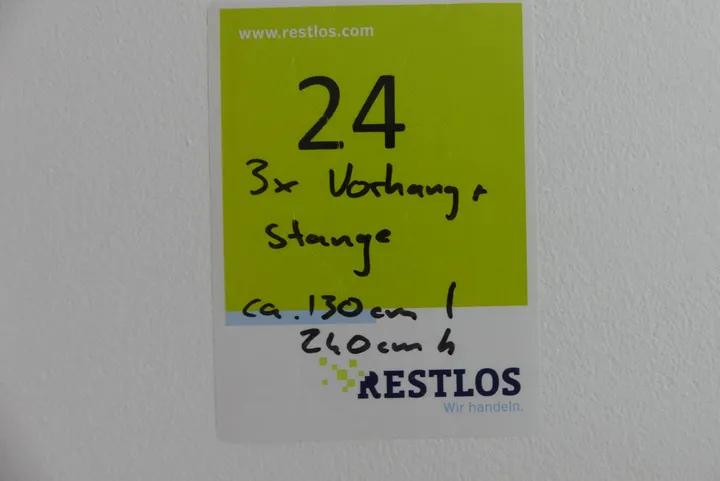 www.restlos.com
24
3x Vorhang +
Stange
ca. 130cm l
240cm h
RESTLOS
Wir handeln.